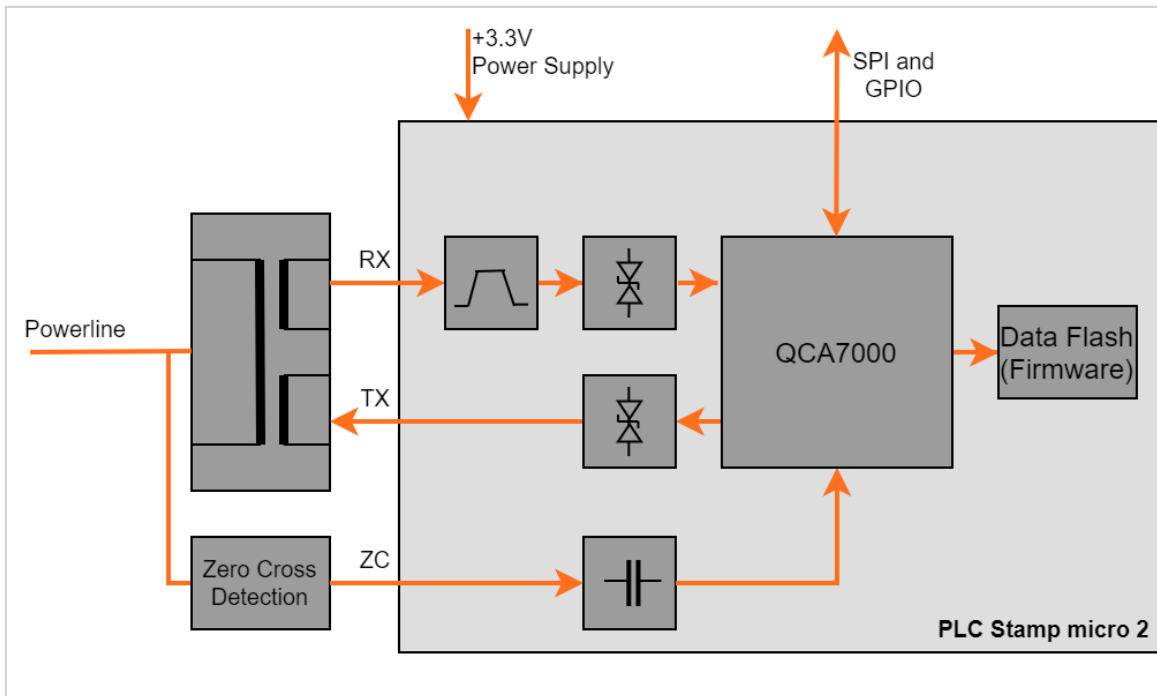 +3.3V
Power Supply
SPI and
GPIO
RX
Powerline
QCA7000
Data Flash
(Firmware)
TX
ZC
Zero Cross
Detection
PLC Stamp micro 2